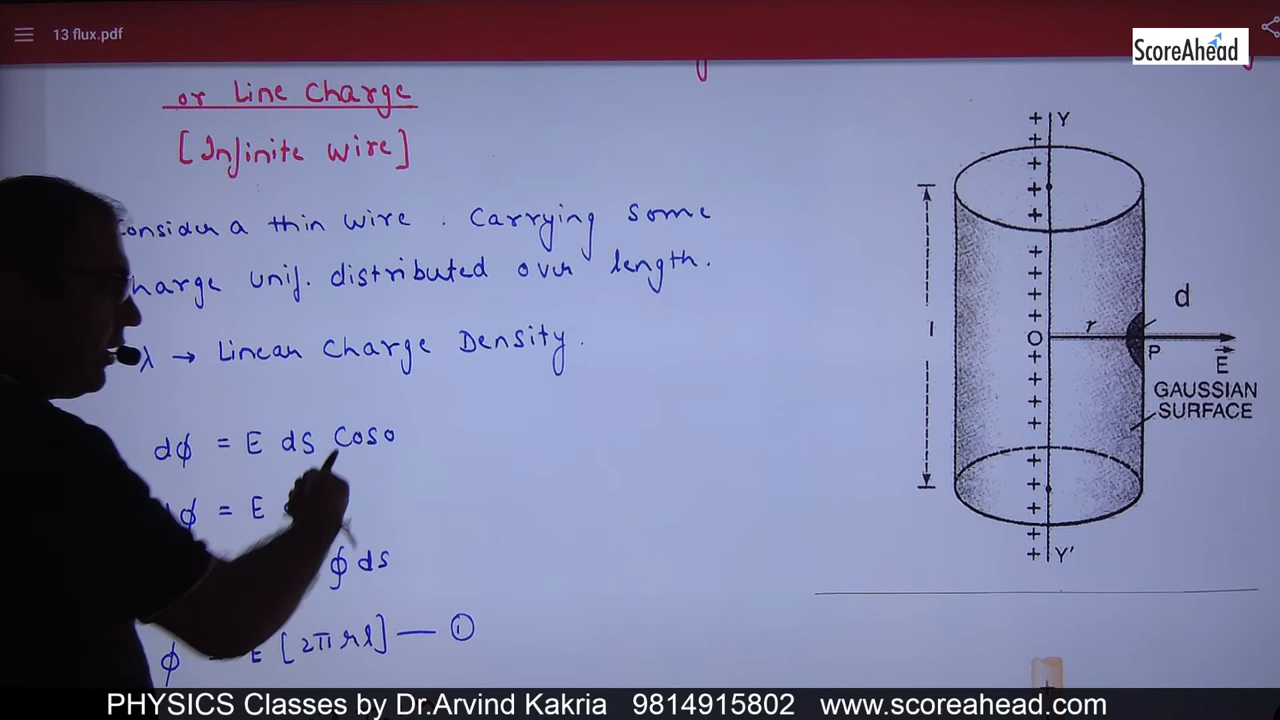 13 flux.pdf
ScoreAhead
or Line Charge
[Infinite wire]
onsider a thin wire. Carrying some
harge unif. distributed over length.
λ → Linear Charge Density.
dϕ = E ds Cos0
ϕ = E
∮ ds
ϕ = E [2πrl] — ①
+ Y
l
O
r
d
P
E⃗
GAUSSIAN
SURFACE
Y'
PHYSICS Classes by Dr.Arvind Kakria 9814915802 www.scoreahead.com